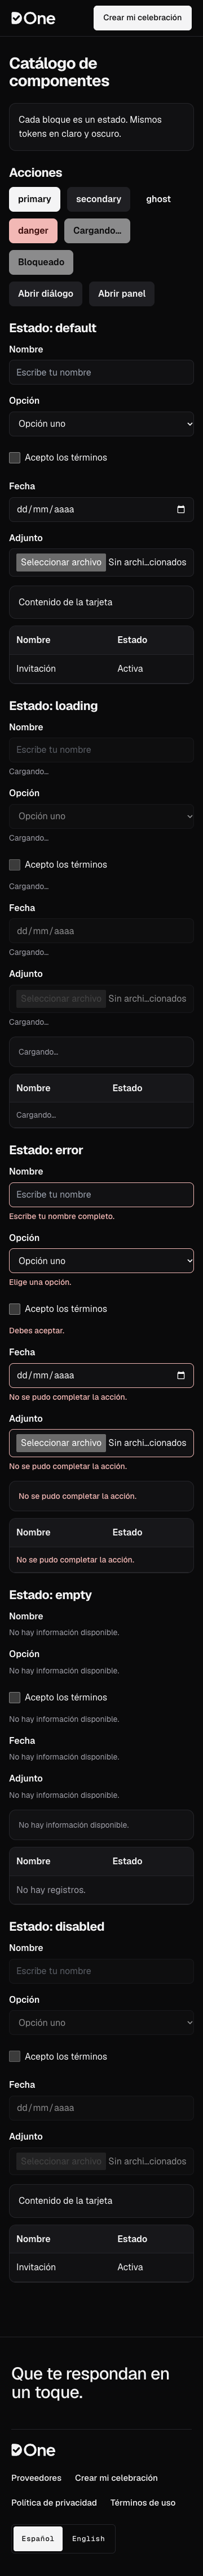 One
Crear mi celebración
Catálogo de
componentes
Cada bloque es un estado. Mismos
tokens en claro y oscuro.
Acciones
primary
secondary
ghost
danger
Cargando…
Bloqueado
Abrir diálogo
Abrir panel
Estado: default
Nombre
Escribe tu nombre
Opción
Opción uno
Acepto los términos
Fecha
dd/mm/aaaa
Adjunto
Seleccionar archivo Sin archi…cionados
Contenido de la tarjeta
Nombre Estado
Invitación Activa
Estado: loading
Nombre
Escribe tu nombre
Cargando…
Opción
Opción uno
Cargando…
Acepto los términos
Cargando…
Fecha
dd/mm/aaaa
Cargando…
Adjunto
Seleccionar archivo Sin archi…cionados
Cargando…
Cargando…
Nombre Estado
Cargando…
Estado: error
Nombre
Escribe tu nombre
Escribe tu nombre completo.
Opción
Opción uno
Elige una opción.
Acepto los términos
Debes aceptar.
Fecha
dd/mm/aaaa
No se pudo completar la acción.
Adjunto
Seleccionar archivo Sin archi…cionados
No se pudo completar la acción.
No se pudo completar la acción.
Nombre Estado
No se pudo completar la acción.
Estado: empty
Nombre
No hay información disponible.
Opción
No hay información disponible.
Acepto los términos
No hay información disponible.
Fecha
No hay información disponible.
Adjunto
No hay información disponible.
No hay información disponible.
Nombre Estado
No hay registros.
Estado: disabled
Nombre
Escribe tu nombre
Opción
Opción uno
Acepto los términos
Fecha
dd/mm/aaaa
Adjunto
Seleccionar archivo Sin archi…cionados
Contenido de la tarjeta
Nombre Estado
Invitación Activa
Que te respondan en
un toque.
One
Proveedores Crear mi celebración
Política de privacidad Términos de uso
Español English